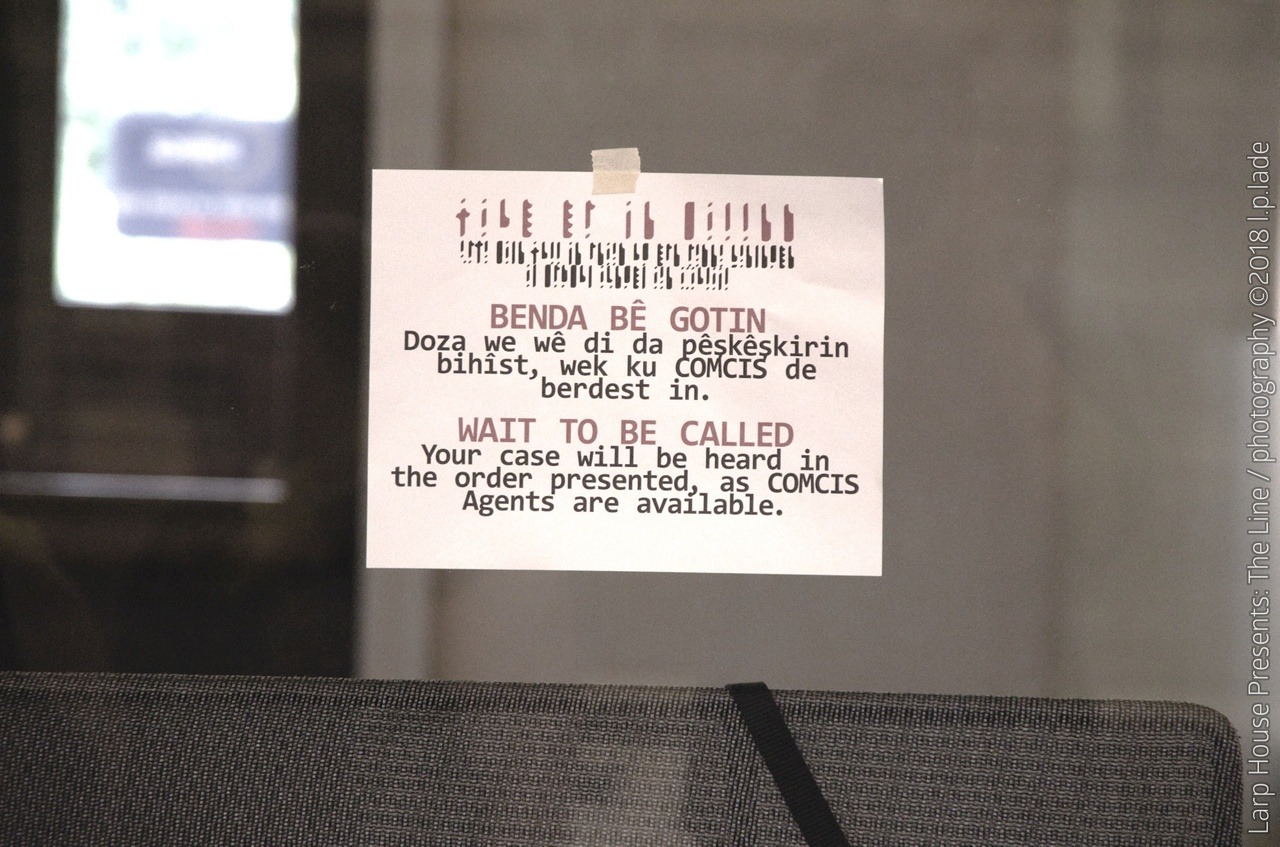 BENDA BÊ GOTIN
Doza we wê di da pêşkêşkirin
bihîst, wek ku COMCIS de
berdest in.
WAIT TO BE CALLED
Your case will be heard in
the order presented, as COMCIS
Agents are available.
Larp House Presents: The Line / photography ©2018 l.p.lade